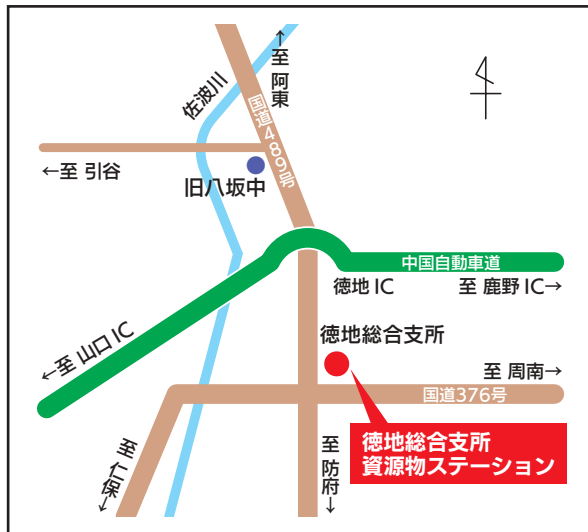 ↑至 阿東
佐波川
国道489号
←至 引谷
旧八坂中
中国自動車道
徳地 IC
至 鹿野 IC→
←至 山口 IC
徳地総合支所
至 周南→
国道376号
徳地総合支所
資源物ステーション
至 仁保→
至 防府→